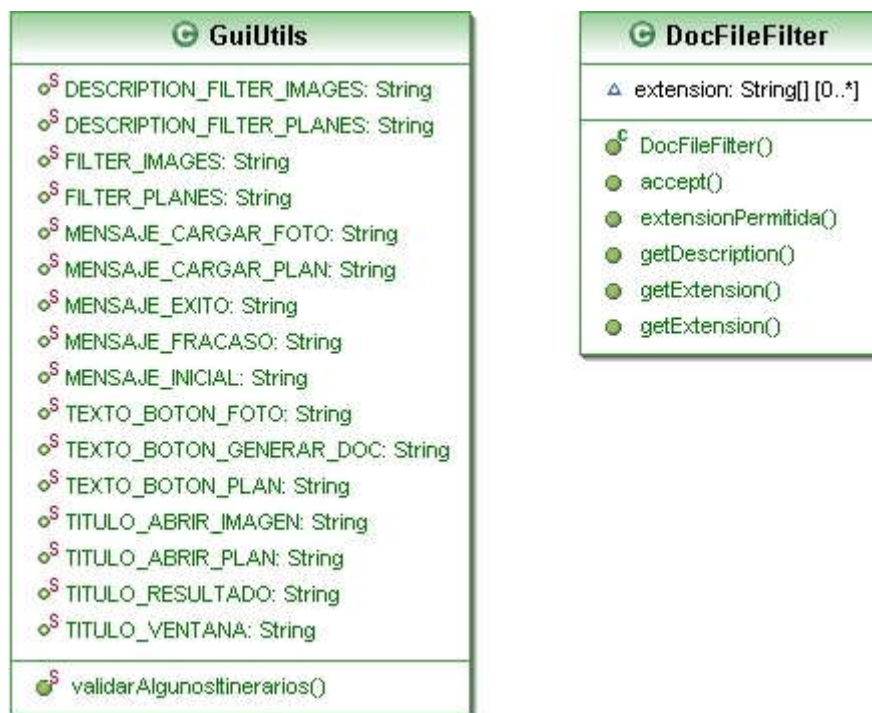 GuiUtils
DESCRIPTION_FILTER_IMAGES: String
DESCRIPTION_FILTER_PLANES: String
FILTER_IMAGES: String
FILTER_PLANES: String
MENSAJE_CARGAR_FOTO: String
MENSAJE_CARGAR_PLAN: String
MENSAJE_EXITO: String
MENSAJE_FRACASO: String
MENSAJE_INICIAL: String
TEXTO_BOTON_FOTO: String
TEXTO_BOTON_GENERAR_DOC: String
TEXTO_BOTON_PLAN: String
TITULO_ABRIR_IMAGEN: String
TITULO_ABRIR_PLAN: String
TITULO_RESULTADO: String
TITULO_VENTANA: String
validarAlgunosItinerarios()
DocFileFilter
extension: String[] [0..*]
DocFileFilter()
accept()
extensionPermitida()
getDescription()
getExtension()
getExtension()